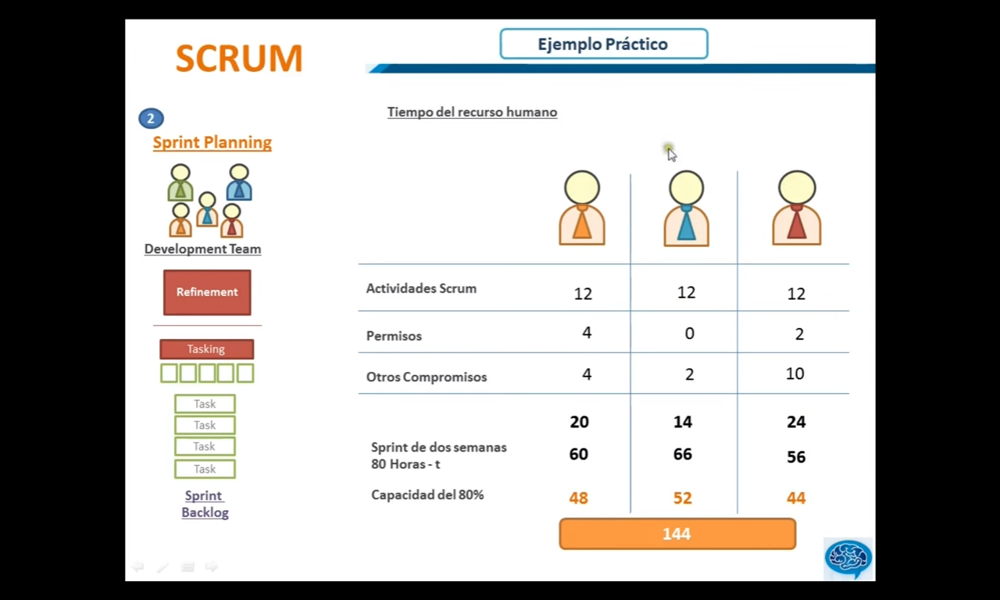 SCRUM
Ejemplo Práctico
2
Sprint Planning
Development Team
Refinement
Tasking
Task
Task
Task
Task
Sprint
Backlog
Tiempo del recurso humano
Actividades Scrum 12 12 12
Permisos 4 0 2
Otros Compromisos 4 2 10
20 14 24
Sprint de dos semanas
80 Horas - t 60 66 56
Capacidad del 80% 48 52 44
144